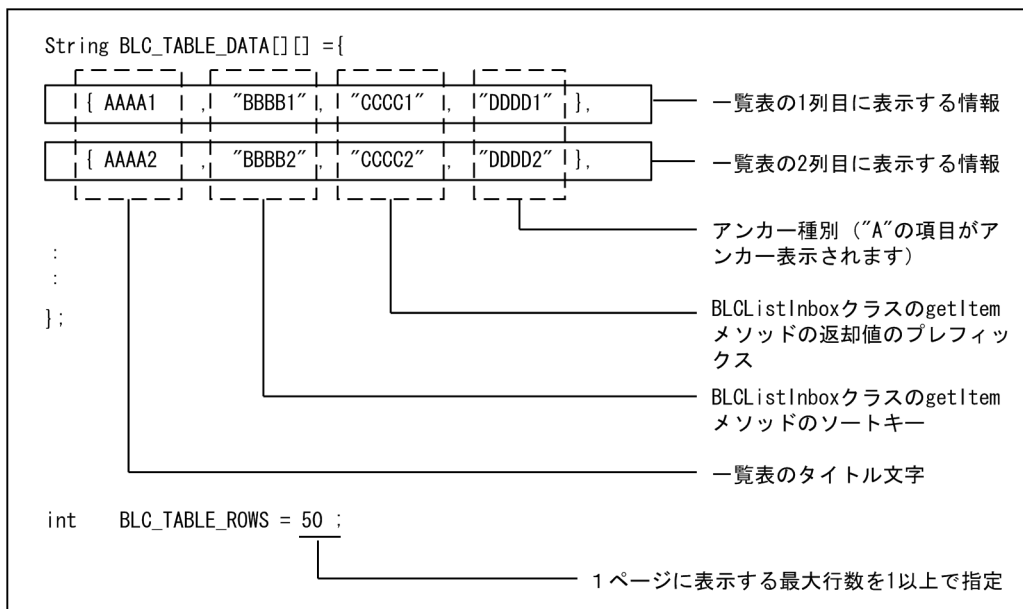 String BLC_TABLE_DATA[][] ={
{ AAAA1 , "BBBB1", "CCCC1" , "DDDD1" },
一覧表の1列目に表示する情報
{ AAAA2 , "BBBB2", "CCCC2" , "DDDD2" },
一覧表の2列目に表示する情報
アンカー種別（"A"の項目がア
ンカー表示されます）
:
:
};
BLCListInboxクラスのgetItem
メソッドの返却値のプレフィッ
クス
BLCListInboxクラスのgetItem
メソッドのソートキー
一覧表のタイトル文字
int BLC_TABLE_ROWS = 50 ;
１ページに表示する最大行数を1以上で指定